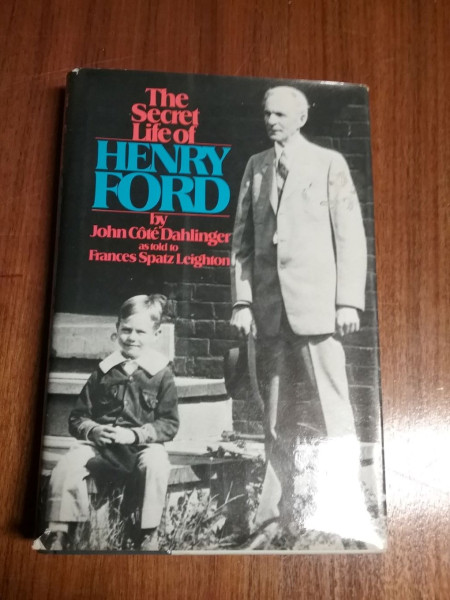 The
Secret
Life of
HENRY
FORD
by
John Côté Dahlinger
as told to
Frances Spatz Leighton